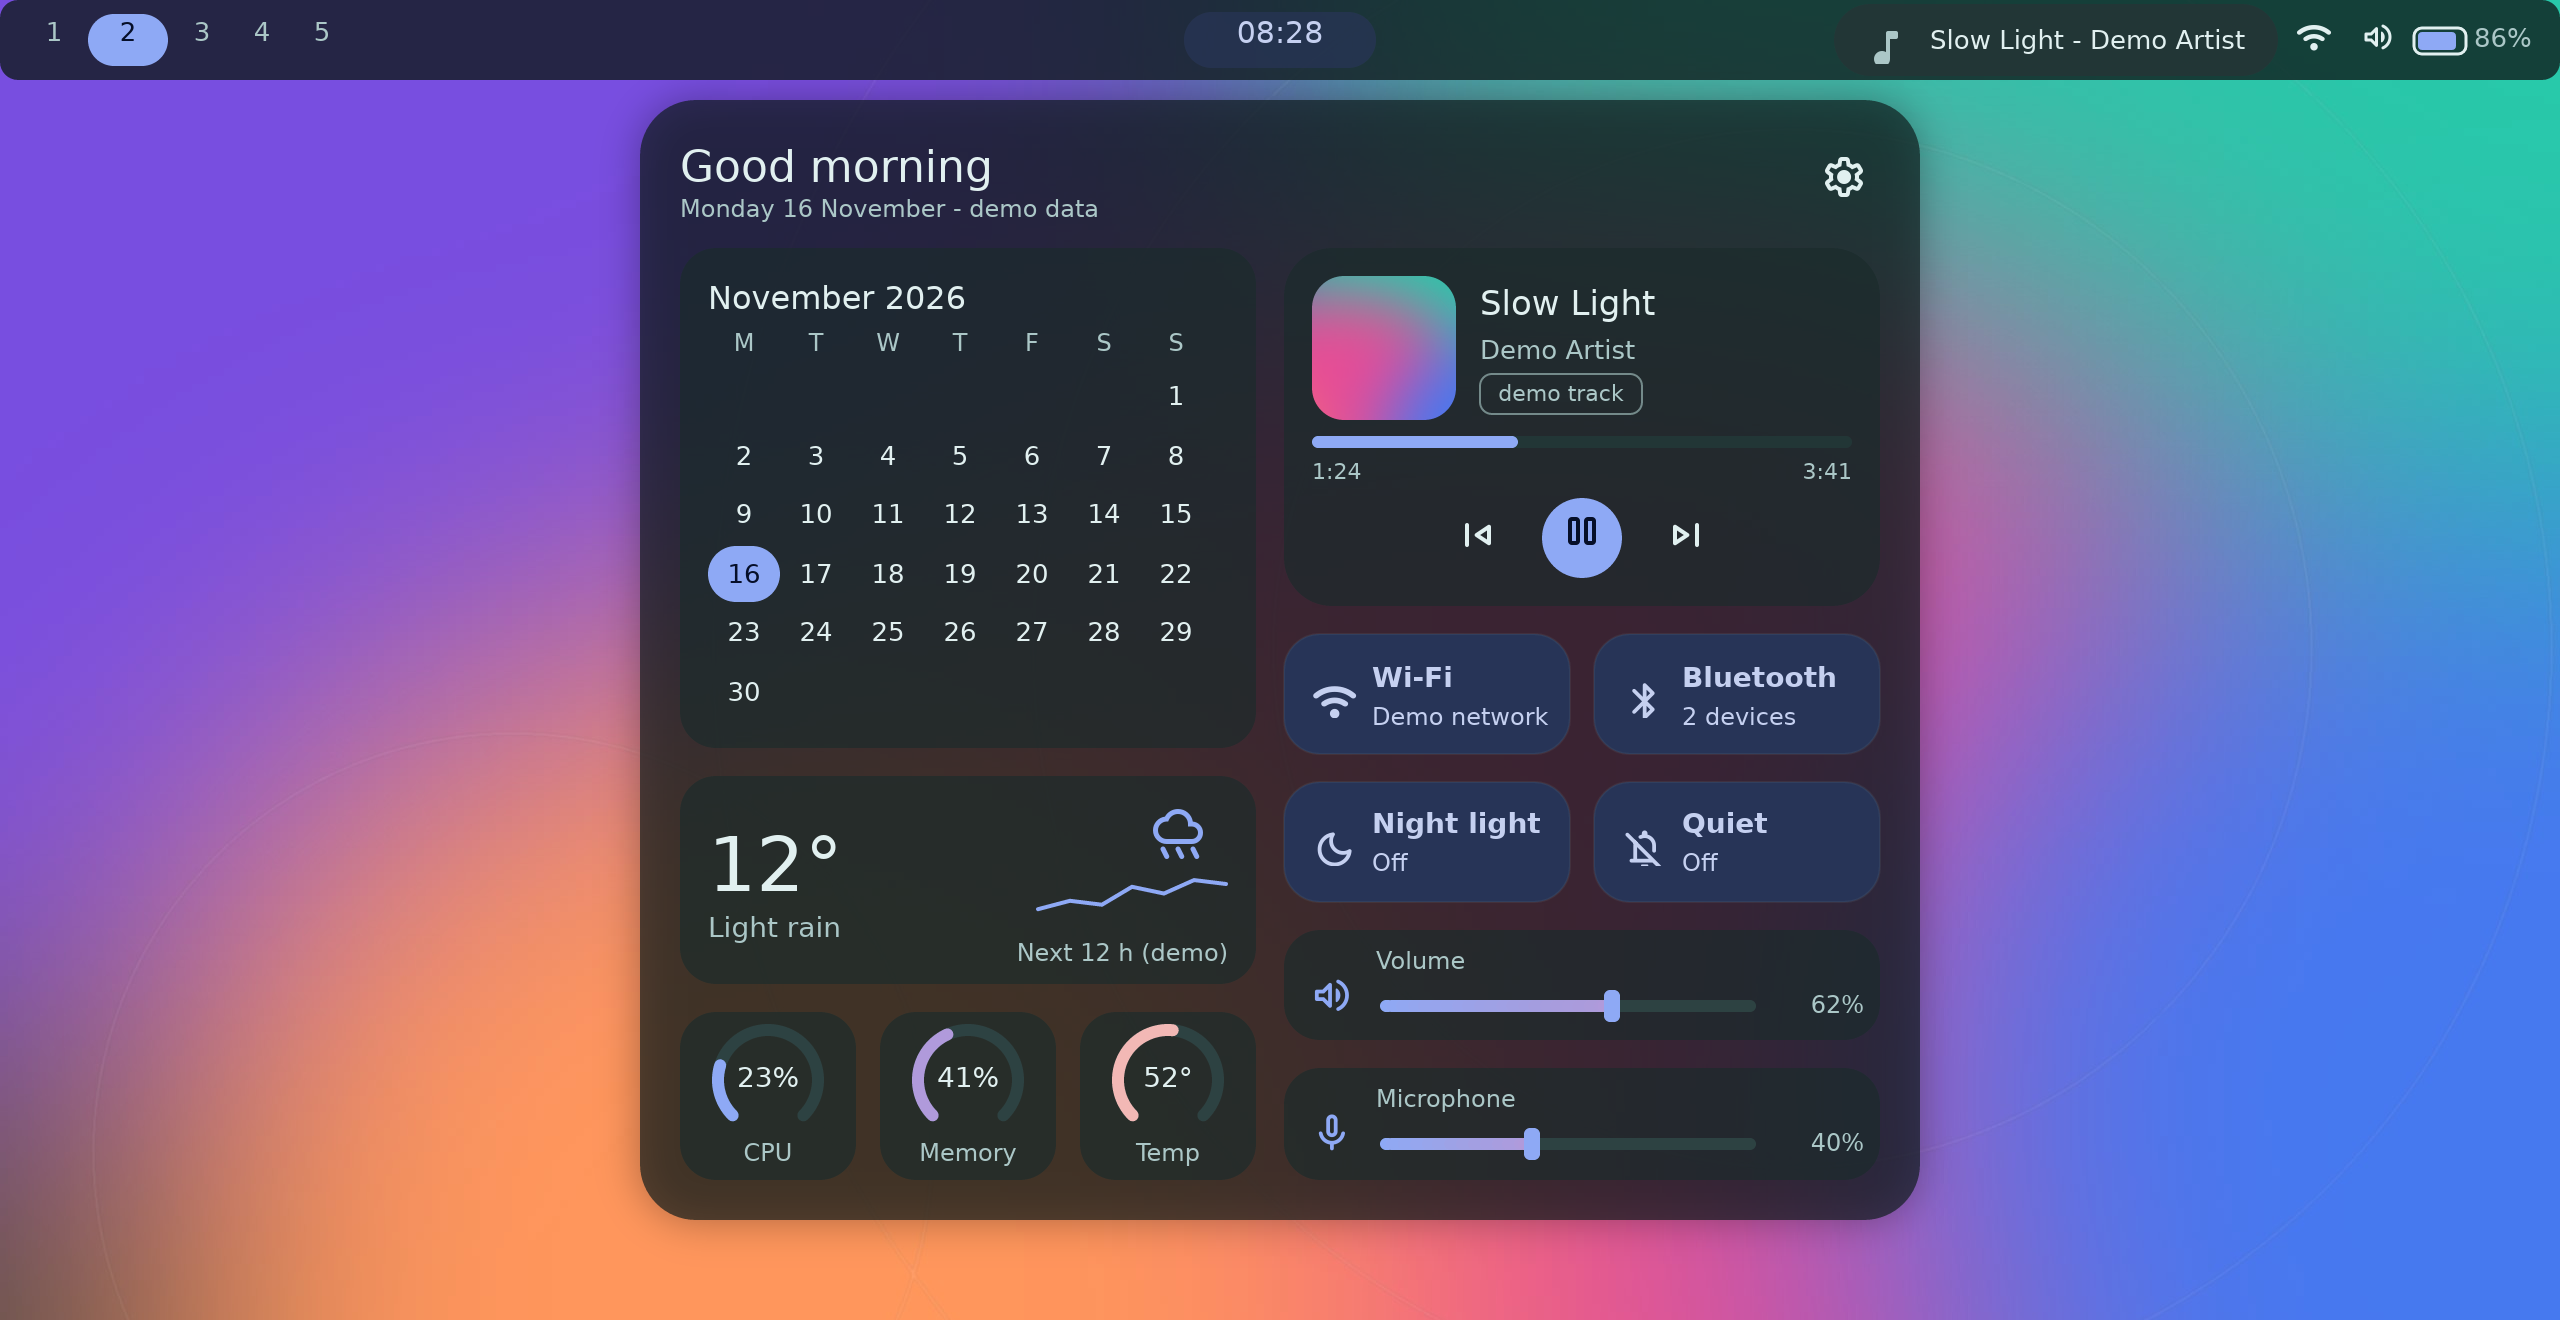 1 2 3 4 5
08:28
Slow Light - Demo Artist
86%
Good morning
Monday 16 November - demo data
November 2026
M T W T F S S
1
2 3 4 5 6 7 8
9 10 11 12 13 14 15
16 17 18 19 20 21 22
23 24 25 26 27 28 29
30
12°
Light rain
Next 12 h (demo)
23%
CPU
41%
Memory
52°
Temp
Slow Light
Demo Artist
demo track
1:24
3:41
Wi-Fi
Demo network
Bluetooth
2 devices
Night light
Off
Quiet
Off
Volume
62%
Microphone
40%